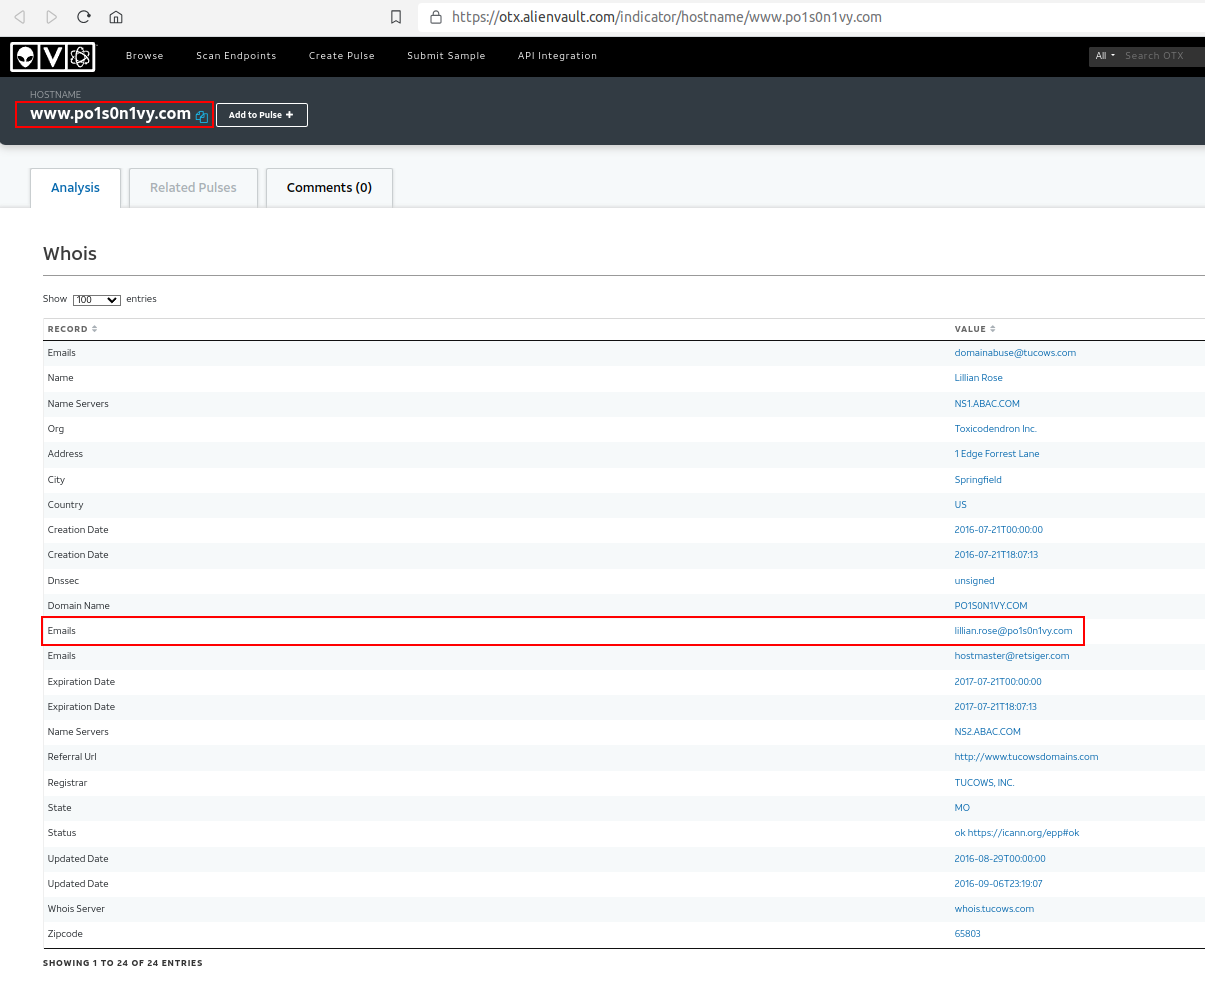 https://otx.alienvault.com/indicator/hostname/www.po1s0n1vy.com
Browse Scan Endpoints Create Pulse Submit Sample API Integration All Search OTX
HOSTNAME
www.po1s0n1vy.com Add to Pulse +
Analysis Related Pulses Comments (0)
Whois
Show 100 entries
RECORD VALUE
Emails domainabuse@tucows.com
Name Lillian Rose
Name Servers NS1.ABAC.COM
Org Toxicodendron Inc.
Address 1 Edge Forrest Lane
City Springfield
Country US
Creation Date 2016-07-21T00:00:00
Creation Date 2016-07-21T18:07:13
Dnssec unsigned
Domain Name PO1S0N1VY.COM
Emails lillian.rose@po1s0n1vy.com
Emails hostmaster@retsiger.com
Expiration Date 2017-07-21T00:00:00
Expiration Date 2017-07-21T18:07:13
Name Servers NS2.ABAC.COM
Referral Url http://www.tucowsdomains.com
Registrar TUCOWS, INC.
State MO
Status ok https://icann.org/epp#ok
Updated Date 2016-08-29T00:00:00
Updated Date 2016-09-06T23:19:07
Whois Server whois.tucows.com
Zipcode 65803
SHOWING 1 TO 24 OF 24 ENTRIES